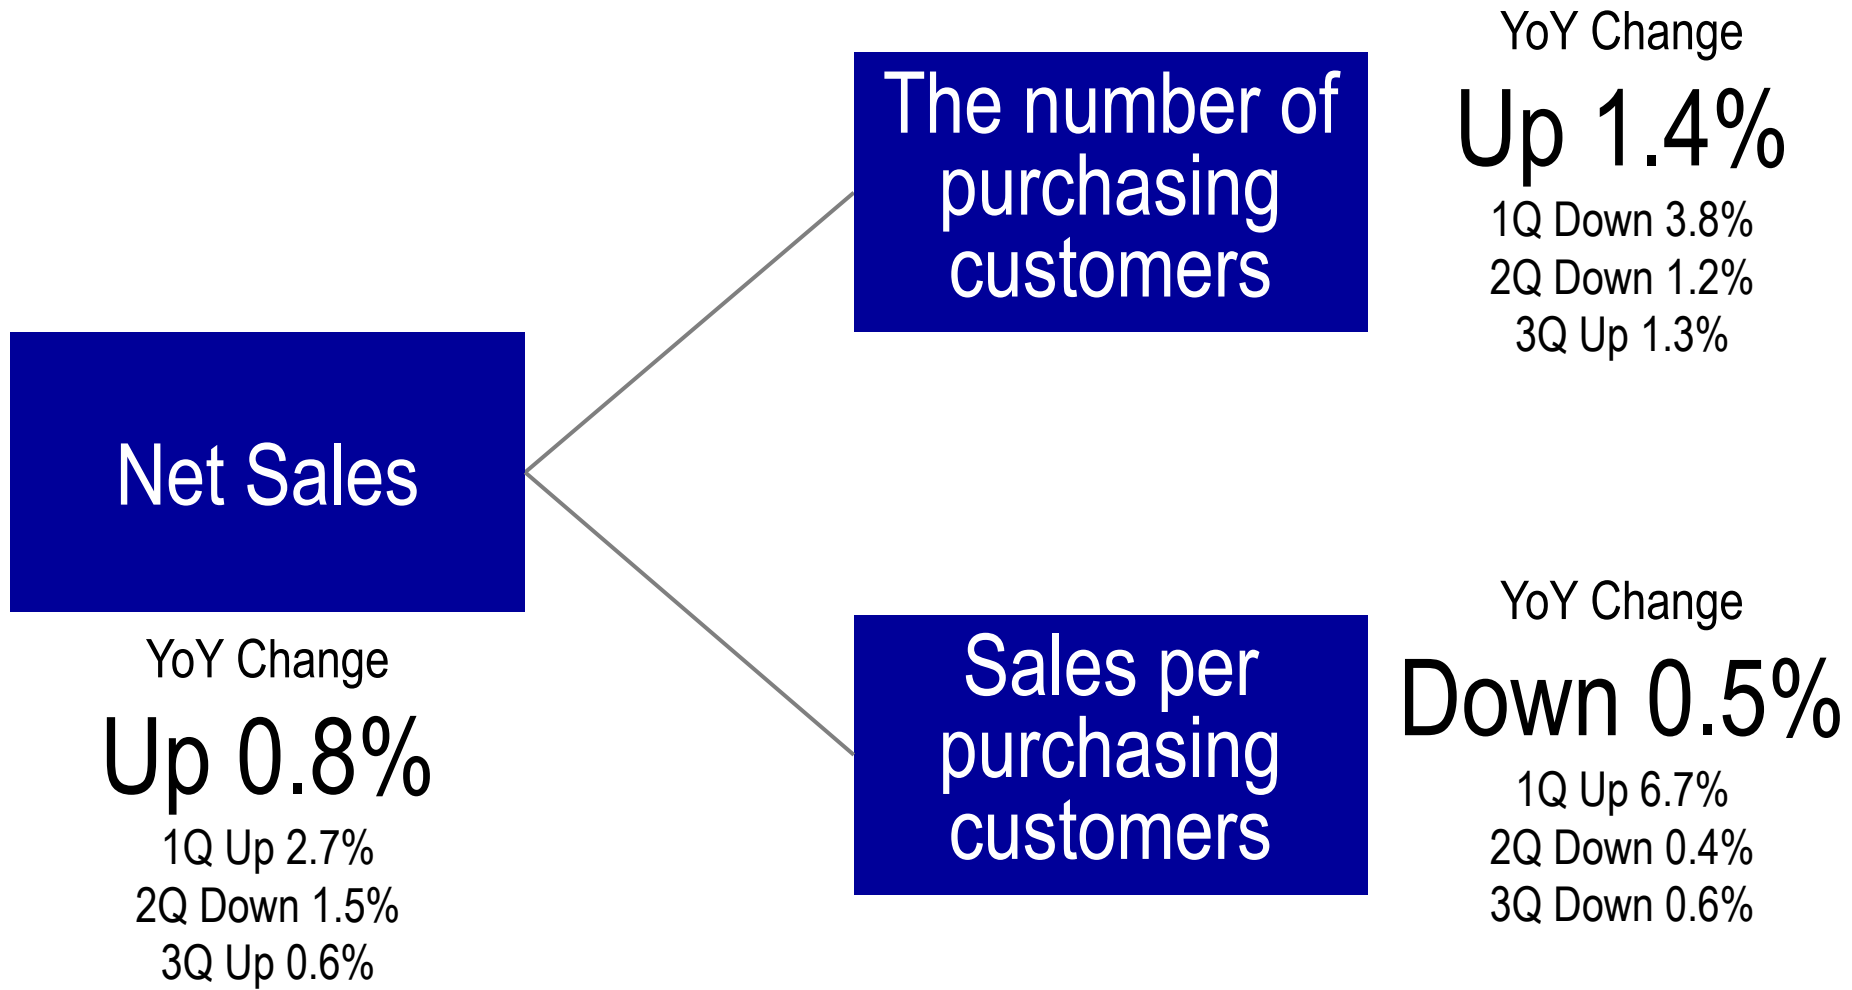 Net Sales
YoY Change
Up 0.8%
1Q Up 2.7%
2Q Down 1.5%
3Q Up 0.6%
The number of
purchasing
customers
YoY Change
Up 1.4%
1Q Down 3.8%
2Q Down 1.2%
3Q Up 1.3%
Sales per
purchasing
customers
YoY Change
Down 0.5%
1Q Up 6.7%
2Q Down 0.4%
3Q Down 0.6%